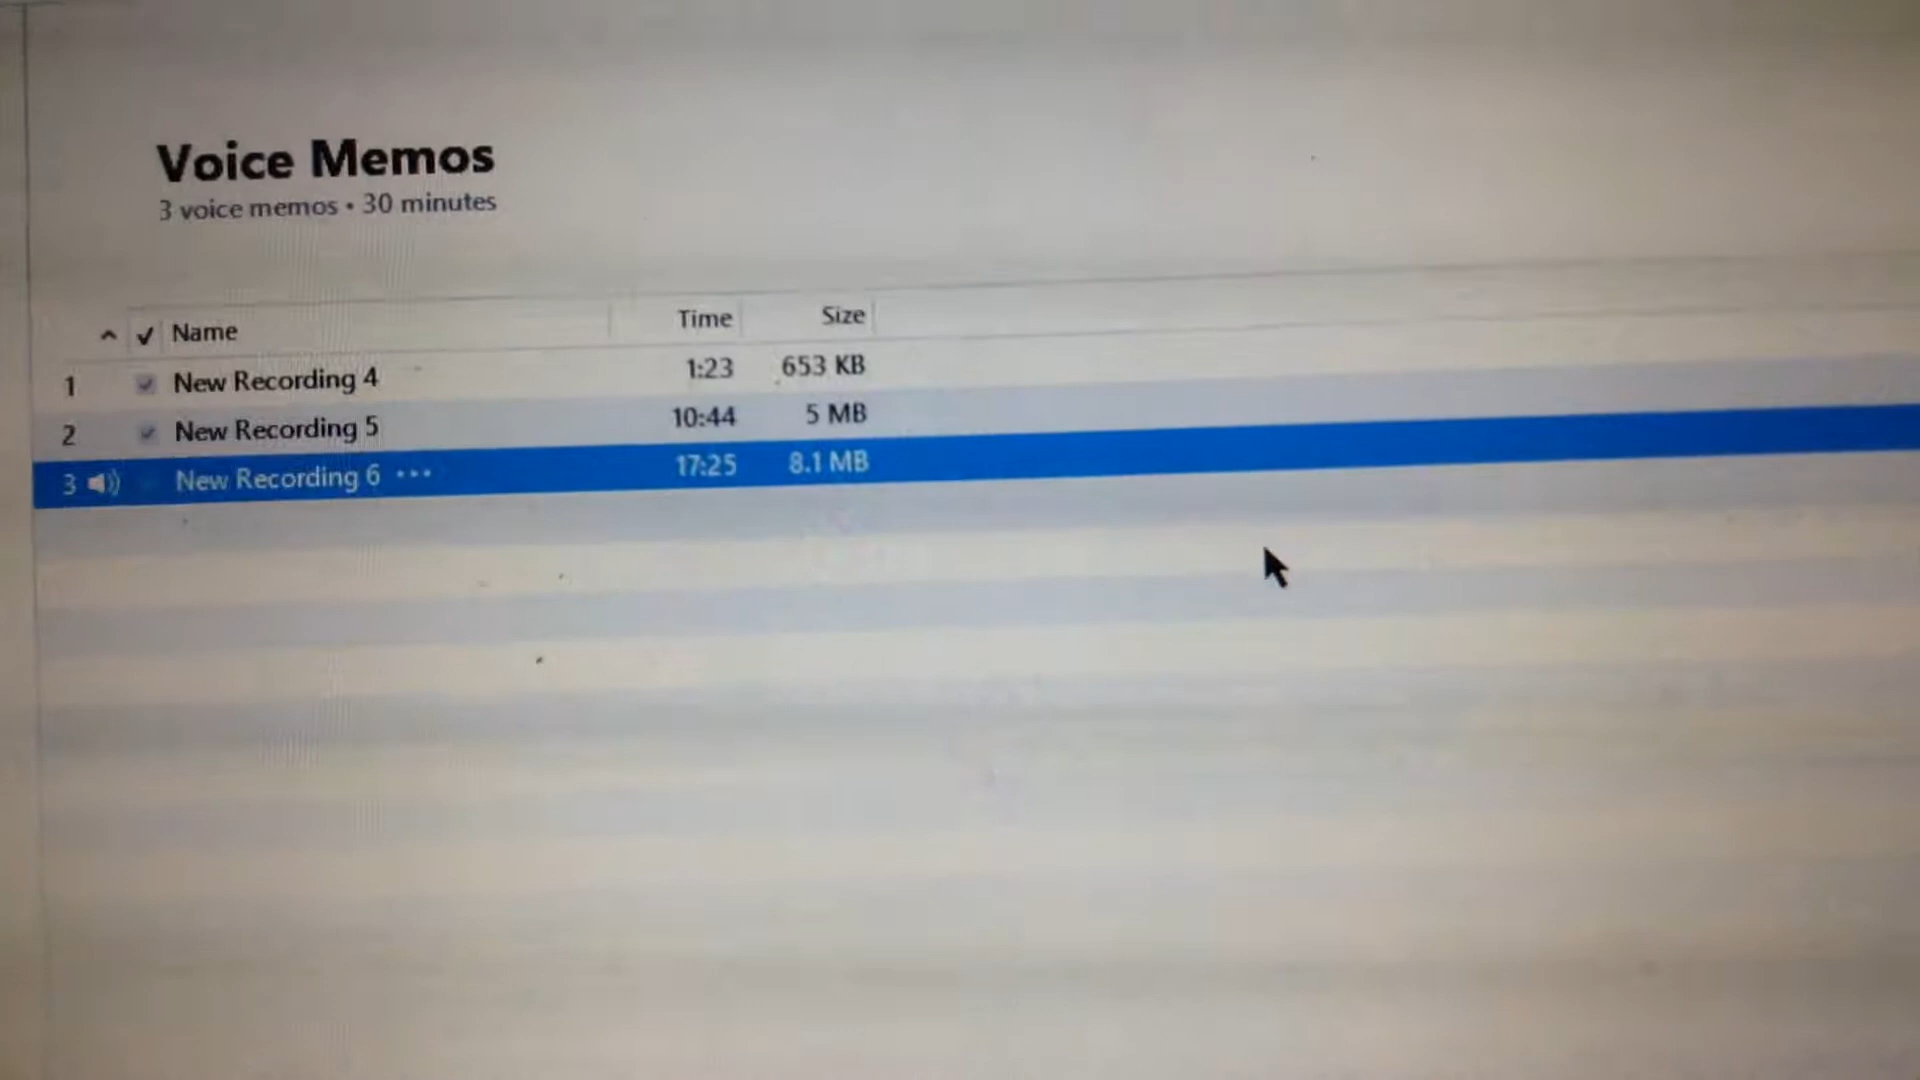 Voice Memos
3 voice memos • 30 minutes
Name Time Size
1 New Recording 4 1:23 653 KB
2 New Recording 5 10:44 5 MB
3 New Recording 6 ••• 17:25 8.1 MB